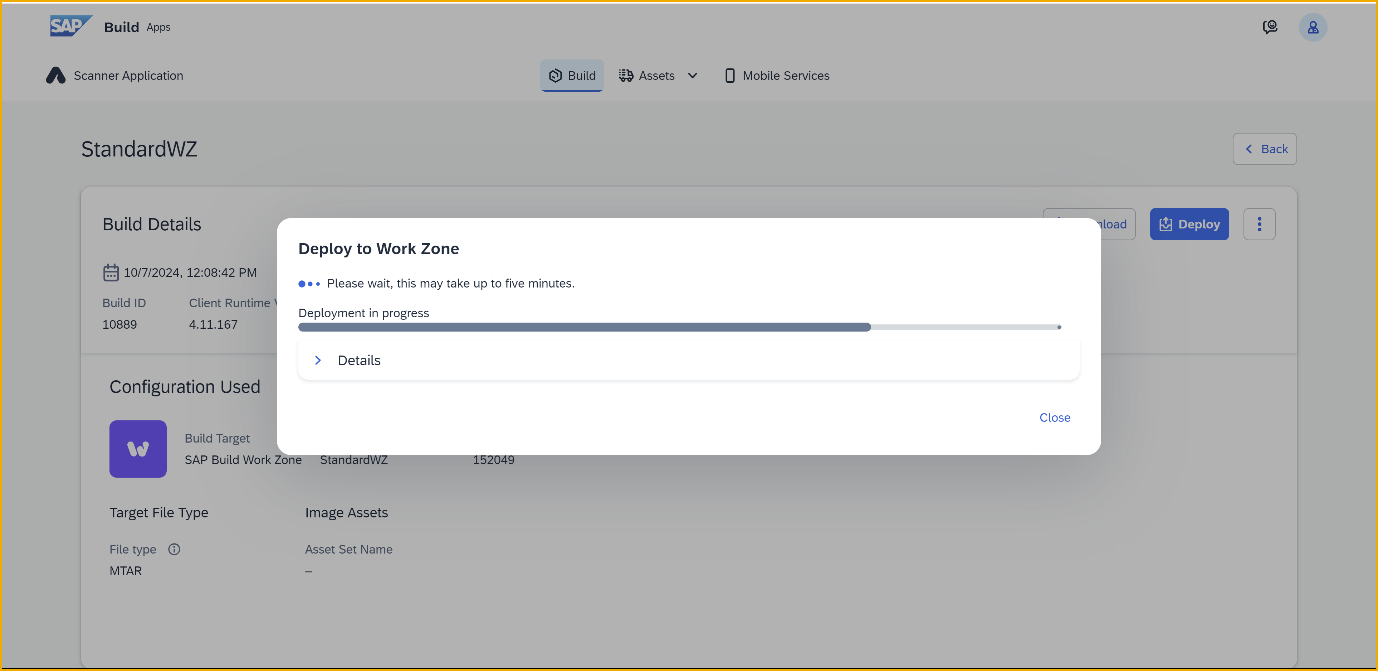 SAP Build Apps
Scanner Application Build Assets Mobile Services
StandardWZ Back
Build Details Deploy
10/7/2024, 12:08:42 PM
Build ID Client Runtime
10889 4.11.167
Deploy to Work Zone
Please wait, this may take up to five minutes.
Deployment in progress
Details
Close
Configuration Used
Build Target
SAP Build Work Zone StandardWZ 152049
Target File Type Image Assets
File type Asset Set Name
MTAR –